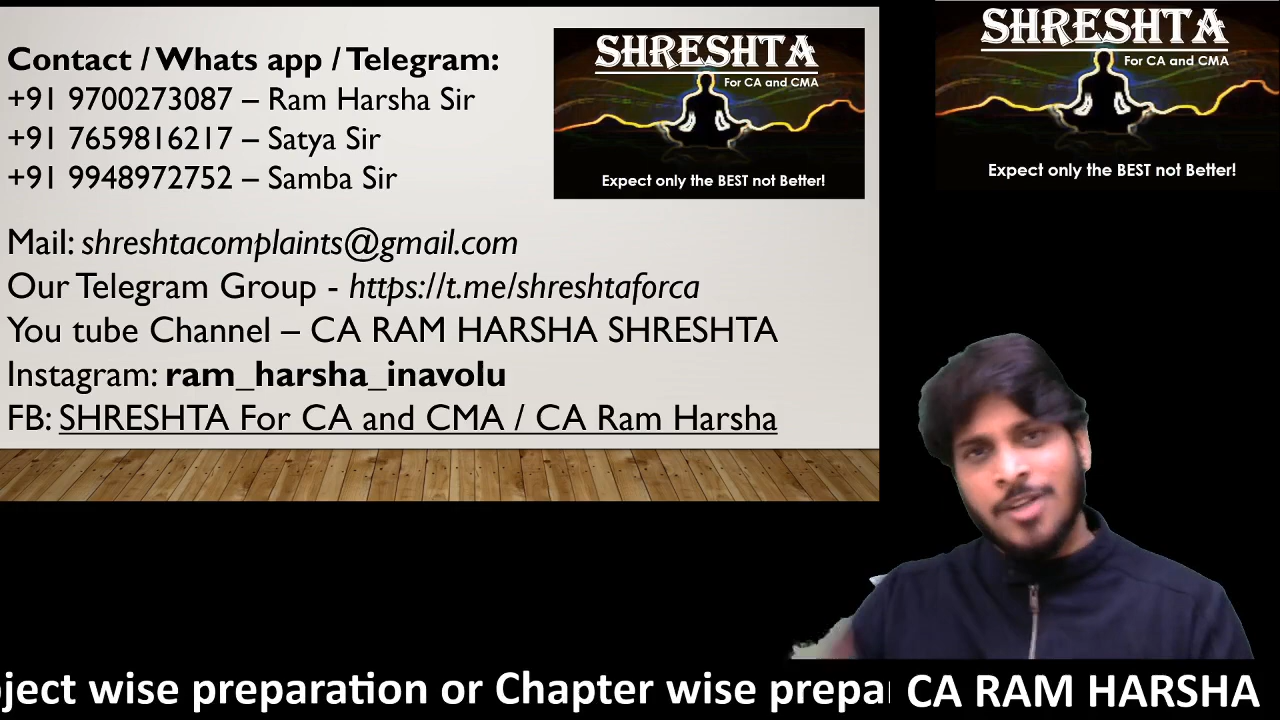 Contact / Whats app / Telegram:
+91 9700273087 – Ram Harsha Sir
+91 7659816217 – Satya Sir
+91 9948972752 – Samba Sir
Mail: shreshtacomplaints@gmail.com
Our Telegram Group - https://t.me/shreshtaforca
You tube Channel – CA RAM HARSHA SHRESHTA
Instagram: ram_harsha_inavolu
FB: SHRESHTA For CA and CMA / CA Ram Harsha
SHRESHTA
For CA and CMA
Expect only the BEST not Better!
SHRESHTA
For CA and CMA
Expect only the BEST not Better!
wise preparation or Chapter wise
CA RAM HARSHA